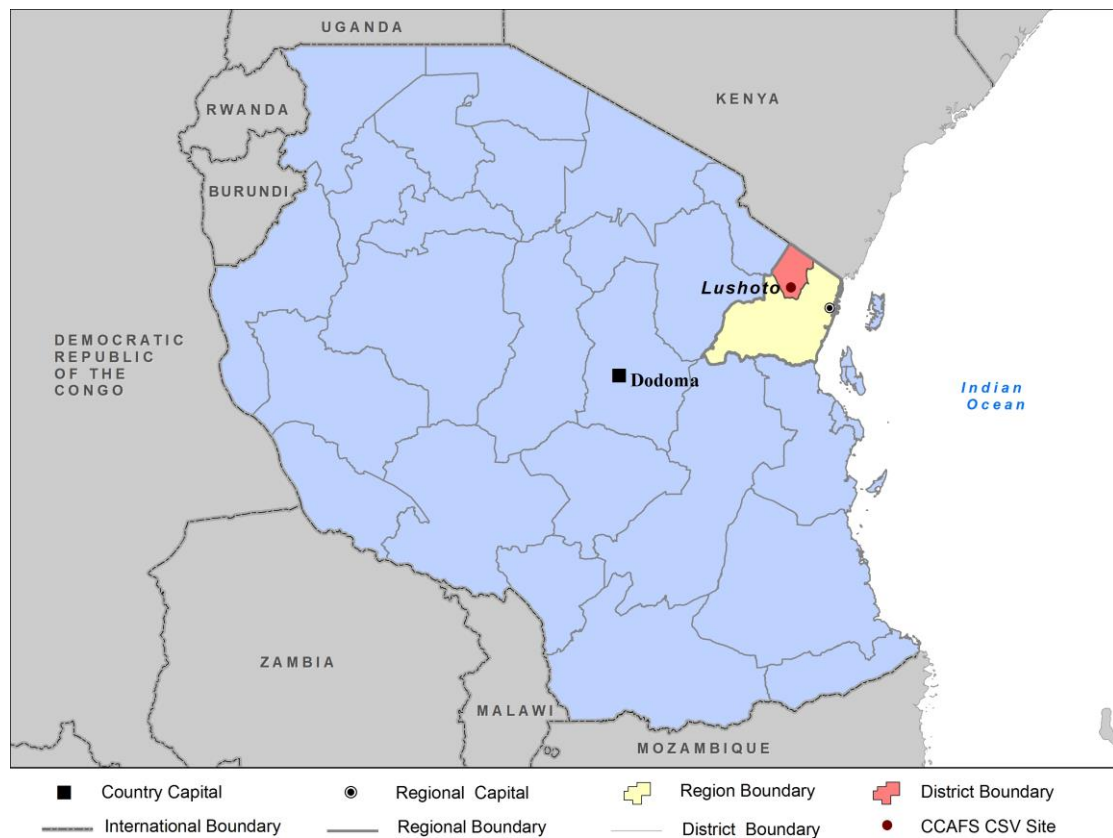 UGANDA
KENYA
RWANDA
BURUNDI
Lushoto
DEMOCRATIC
REPUBLIC
OF THE
CONGO
Dodoma
Indian
Ocean
ZAMBIA
MALAWI
MOZAMBIQUE
Country Capital
Regional Capital
Region Boundary
District Boundary
International Boundary
Regional Boundary
District Boundary
CCAFS CSV Site